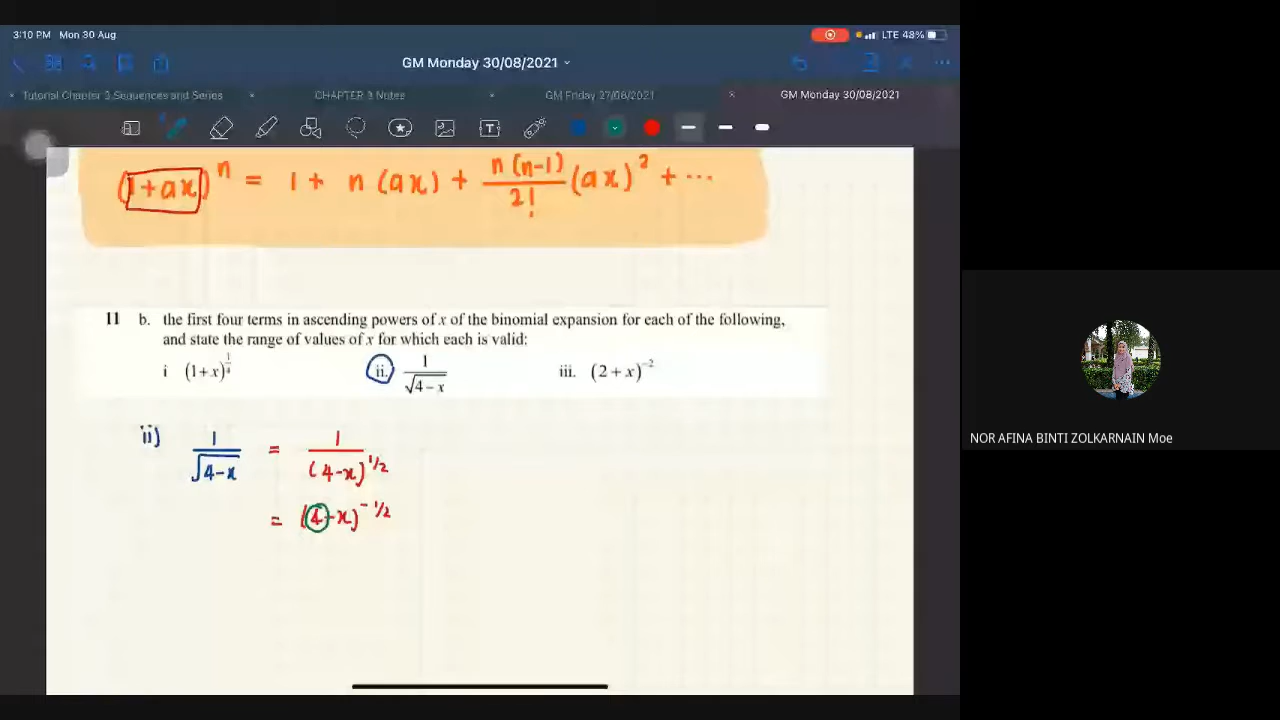 3:10 PM Mon 30 Aug
LTE 48%
GM Monday 30/08/2021
Tutorial Chapter 3 Sequences and Series
CHAPTER 3 Notes
GM Friday 27/08/2021
GM Monday 30/08/2021
(1+ax)^n = 1 + n(ax) + n(n-1)/2! (ax)^2 + ...
11 b. the first four terms in ascending powers of x of the binomial expansion for each of the following,
and state the range of values of x for which each is valid:
i (1+x)^{1/4} ii. 1/√(4-x) iii. (2+x)^{-2}
ii) 1/√(4-x) = 1/(4-x)^{1/2}
= (4-x)^{-1/2}
NOR AFINA BINTI ZOLKARNAIN Moe